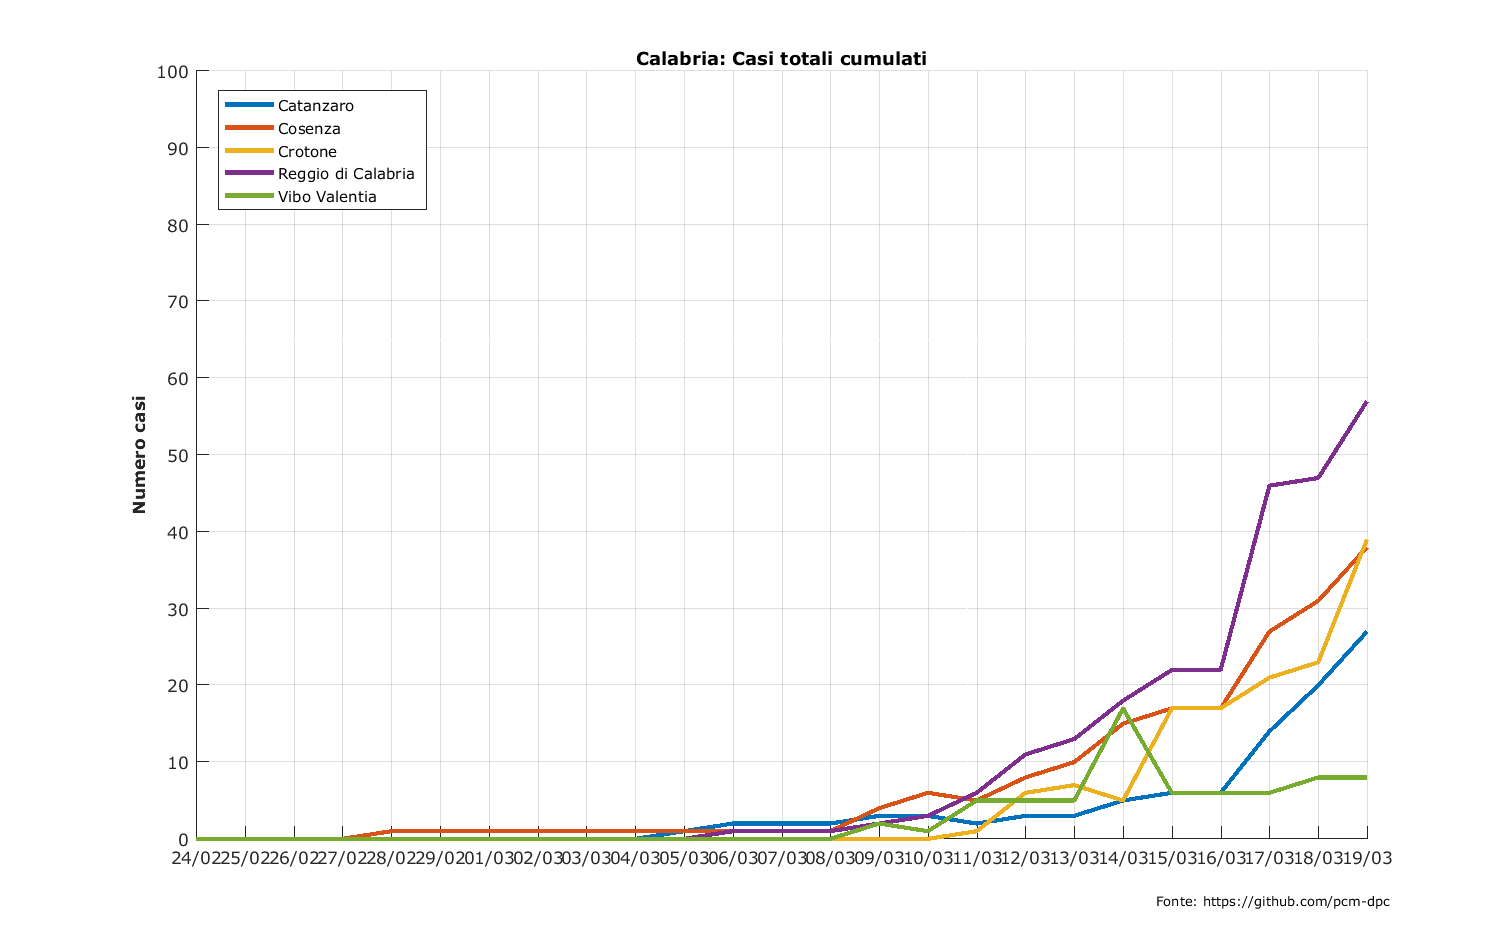 Calabria: Casi totali cumulati
100
90
80
70
60
50
40
30
20
10
0
Numero casi
Catanzaro
Cosenza
Crotone
Reggio di Calabria
Vibo Valentia
24/02 25/02 26/02 27/02 28/02 29/02 01/03 02/03 03/03 04/03 05/03 06/03 07/03 08/03 09/03 10/03 11/03 12/03 13/03 14/03 15/03 16/03 17/03 18/03 19/03
Fonte: https://github.com/pcm-dpc